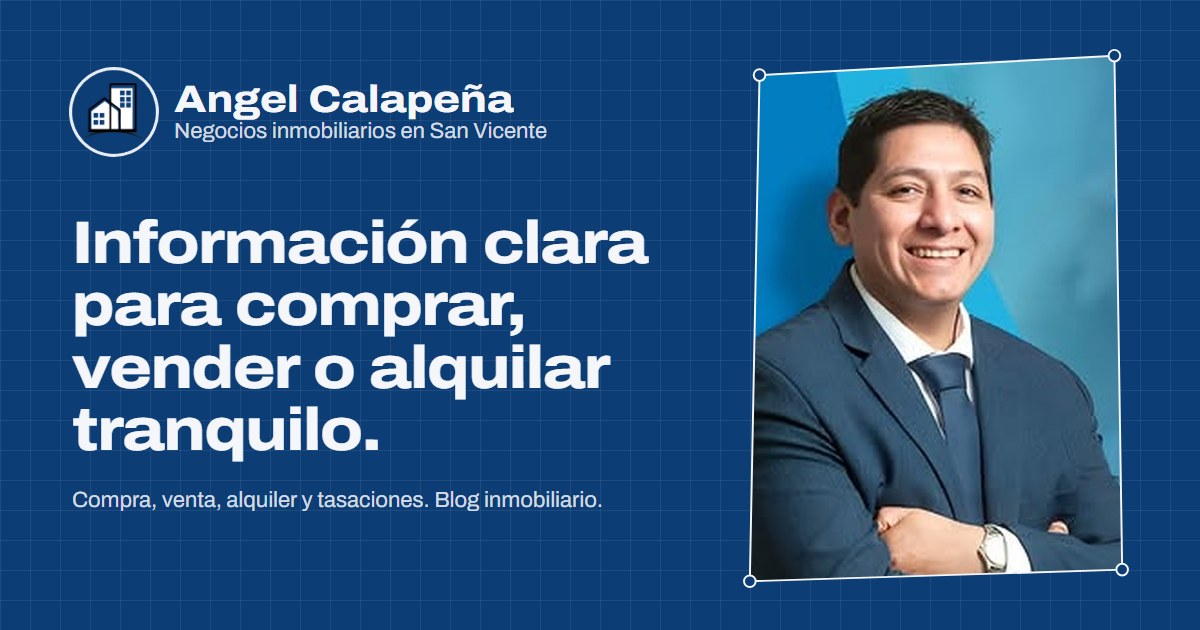 Angel Calapeña
Negocios inmobiliarios en San Vicente
Información clara
para comprar,
vender o alquilar
tranquilo.
Compra, venta, alquiler y tasaciones. Blog inmobiliario.